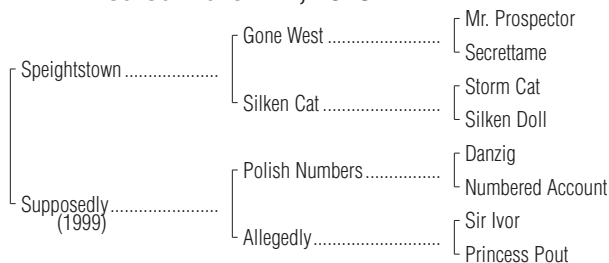 Mr. Prospector
Gone West
Secrettame
Speightstown
Storm Cat
Silken Cat
Silken Doll
Danzig
Polish Numbers
Numbered Account
Supposedly
(1999)
Sir Ivor
Allegedly
Princess Pout